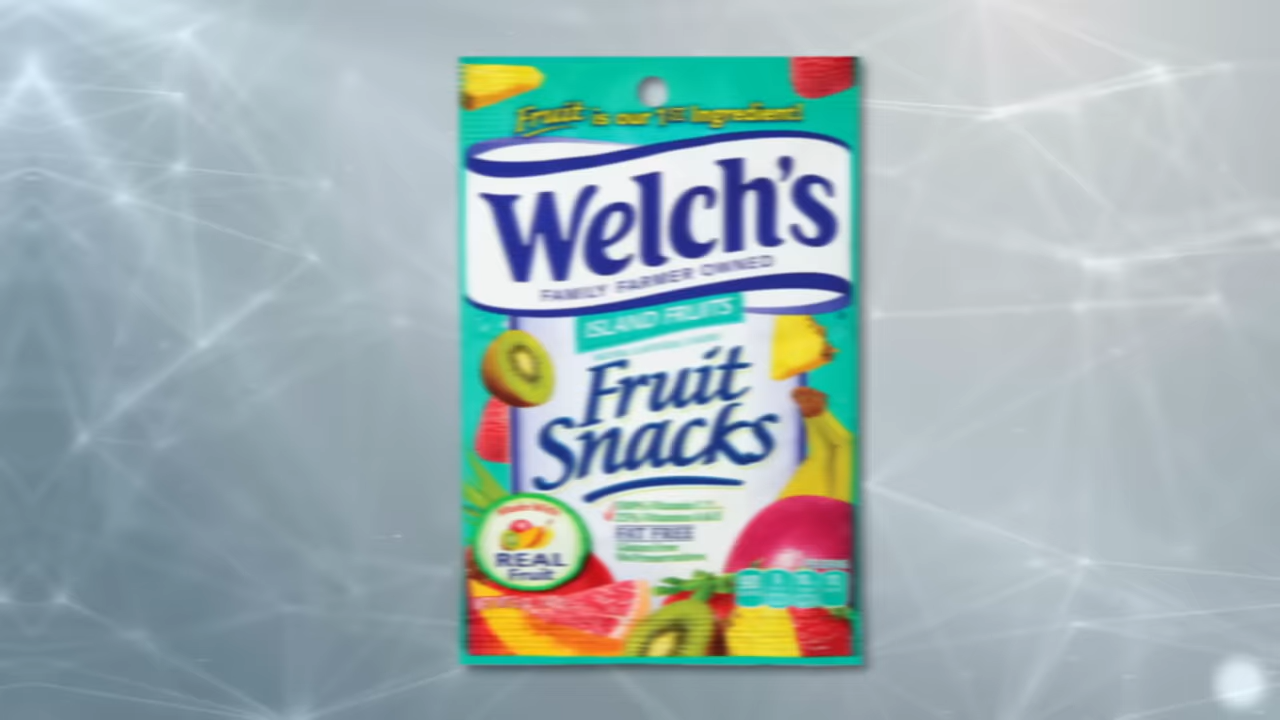 Fruit is our 1st Ingredient!
Welch's
FAMILY FARMER OWNED
ISLAND FRUITS
Fruit
Snacks
FAT FREE
REAL
Fruit